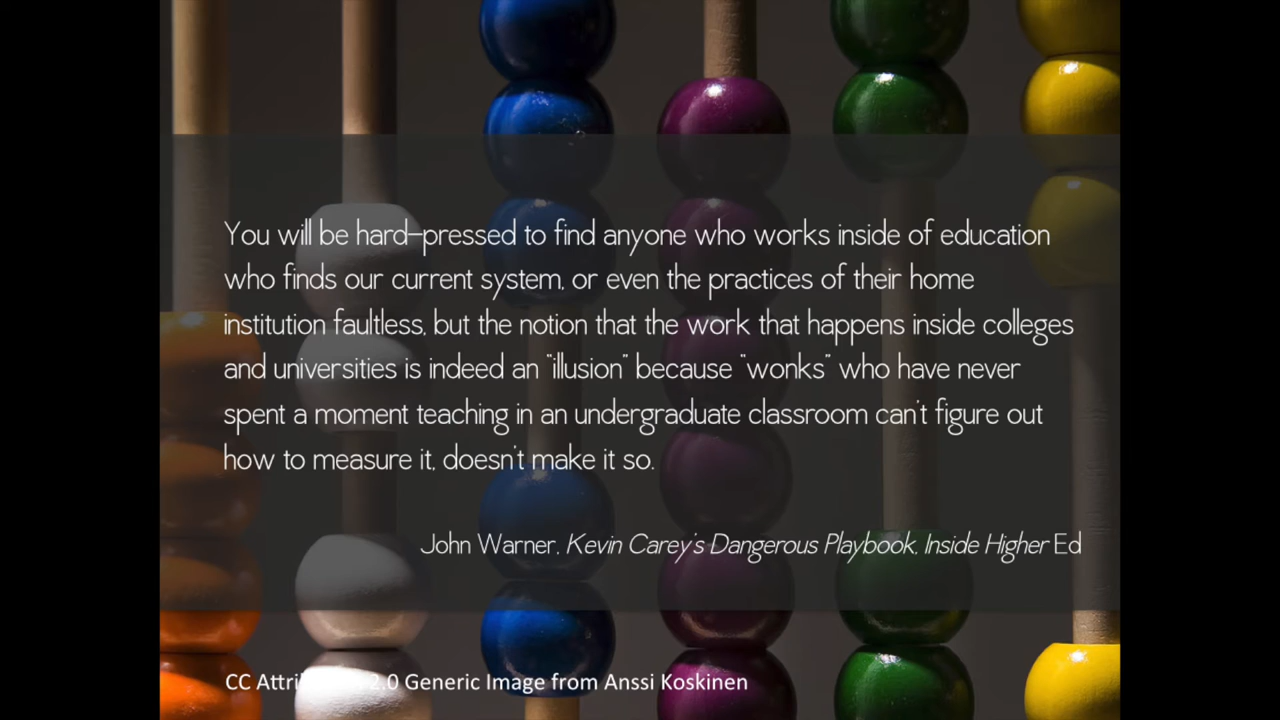 You will be hard-pressed to find anyone who works inside of education
who finds our current system, or even the practices of their home
institution faultless, but the notion that the work that happens inside colleges
and universities is indeed an "illusion" because "wonks" who have never
spent a moment teaching in an undergraduate classroom can't figure out
how to measure it, doesn't make it so.
John Warner, Kevin Carey's Dangerous Playbook, Inside Higher Ed
CC 2.0 Generic Image from Anssi Koskinen